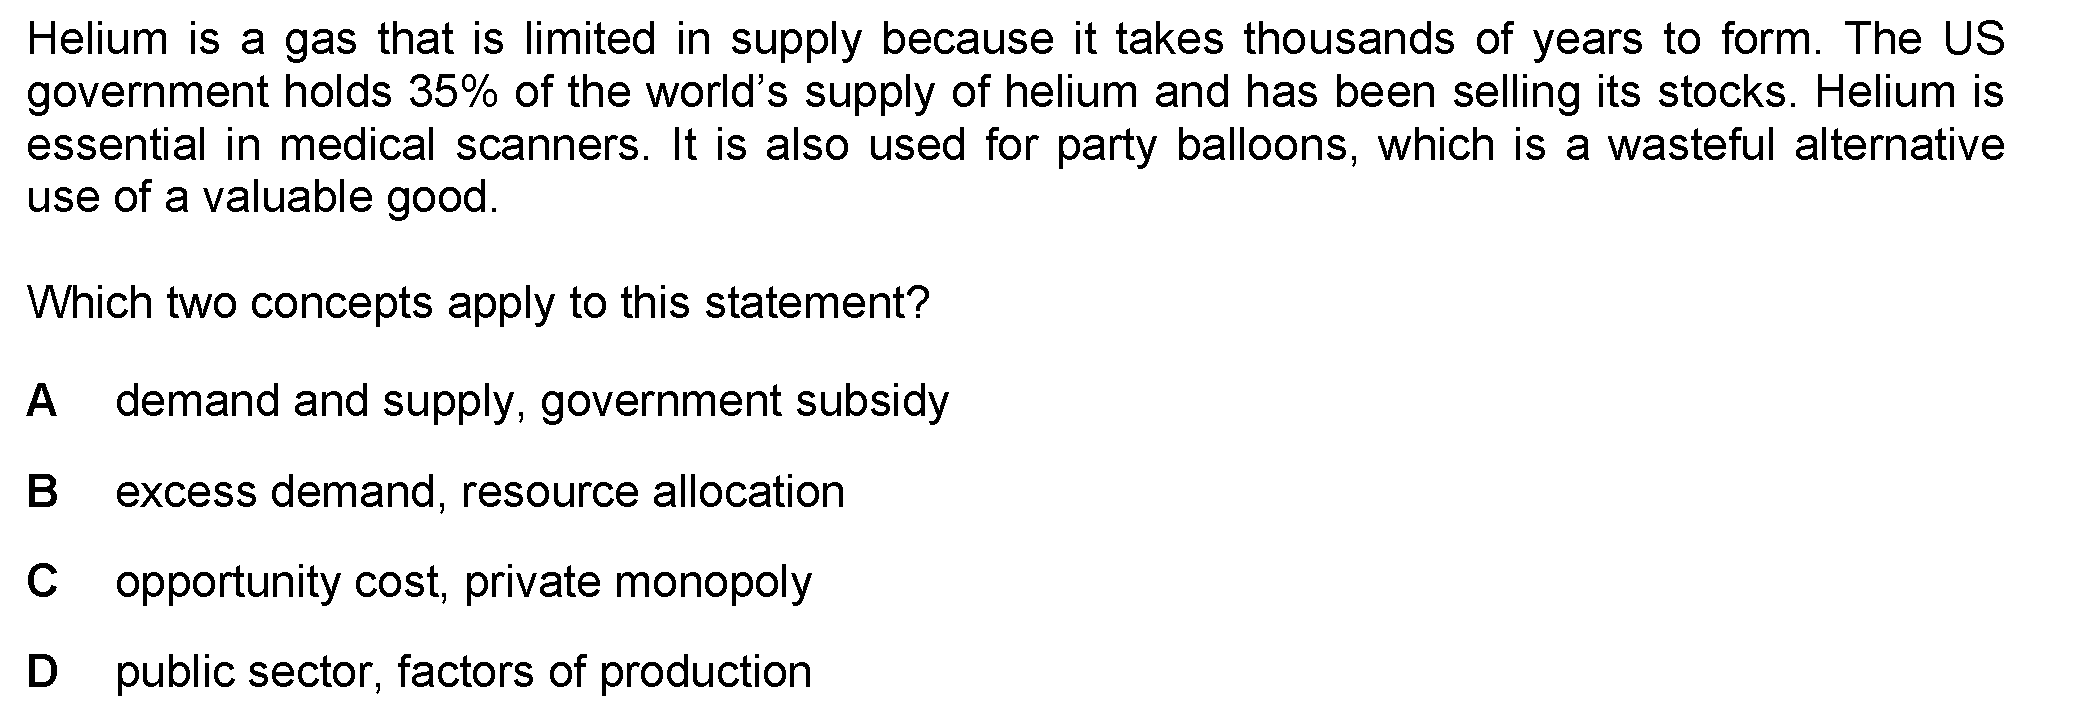 Helium is a gas that is limited in supply because it takes thousands of years to form. The US
government holds 35% of the world’s supply of helium and has been selling its stocks. Helium is
essential in medical scanners. It is also used for party balloons, which is a wasteful alternative
use of a valuable good.
Which two concepts apply to this statement?
A demand and supply, government subsidy
B excess demand, resource allocation
C opportunity cost, private monopoly
D public sector, factors of production